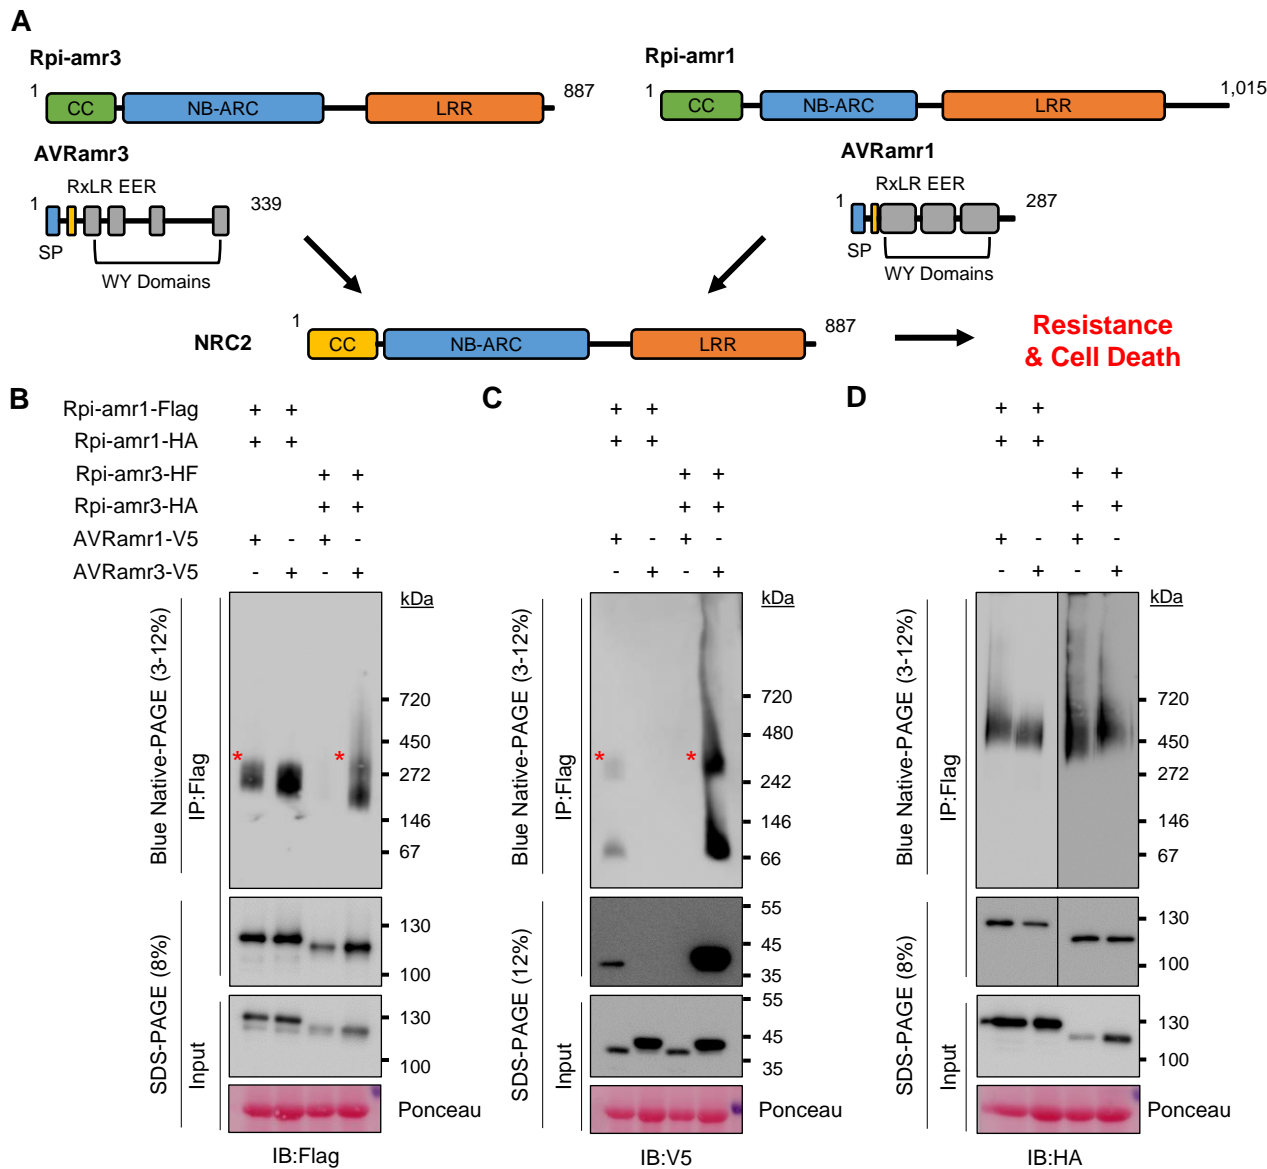 A
Rpi-amr3
1 CC NB-ARC LRR 887
Rpi-amr1
1 CC NB-ARC LRR 1,015
AVRamr3
RxLR EER
1 339
SP
WY Domains
AVRamr1
RxLR EER
1 287
SP
WY Domains
NRC2
1 CC NB-ARC LRR 887
Resistance
& Cell Death
B
Rpi-amr1-Flag + +
Rpi-amr1-HA + +
Rpi-amr3-HF + +
Rpi-amr3-HA + +
AVRamr1-V5 + - + -
AVRamr3-V5 - + - +
Blue Native-PAGE (3-12%)
IP:Flag
kDa
720
450
* *
272
146
67
SDS-PAGE (8%)
130
100
Input
130
100
Ponceau
IB:Flag
C
+ +
+ +
+ +
+ +
+ - + -
- + - +
Blue Native-PAGE (3-12%)
IP:Flag
kDa
720
480
* *
242
146
66
SDS-PAGE (12%)
55
45
35
Input
55
45
35
Ponceau
IB:V5
D
+ +
+ +
+ +
+ +
+ - + -
- + - +
Blue Native-PAGE (3-12%)
IP:Flag
kDa
720
450
272
146
67
SDS-PAGE (8%)
130
100
Input
130
100
Ponceau
IB:HA